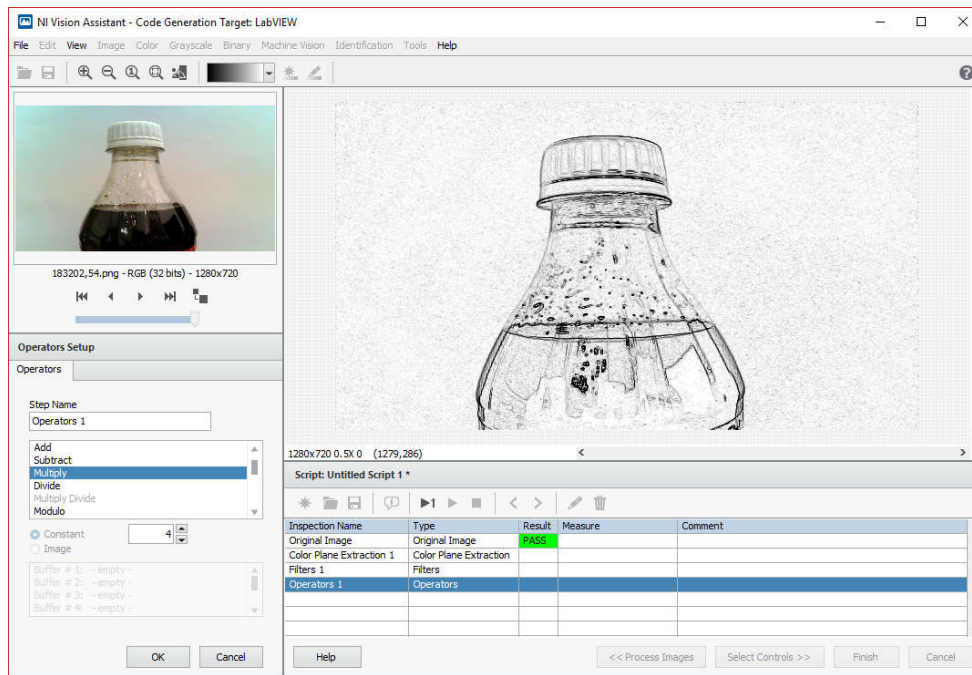 NI Vision Assistant - Code Generation Target: LabVIEW
File Edit View Image Color Grayscale Binary Machine Vision Identification Tools Help
183202,54.png - RGB (32 bits) - 1280x720
Operators Setup
Operators
Step Name
Operators 1
Add
Subtract
Multiply
Divide
Multiply Divide
Modulo
Constant 4
Image
Buffer # 1: - empty -
Buffer # 2: - empty -
Buffer # 3: - empty -
Buffer # 4: - empty -
OK Cancel
1280x720 0.5X 0 (1279,286)
Script: Untitled Script 1 *
Inspection Name Type Result Measure Comment
Original Image Original Image PASS
Color Plane Extraction 1 Color Plane Extraction
Filters 1 Filters
Operators 1 Operators
Help << Process Images Select Controls >> Finish Cancel